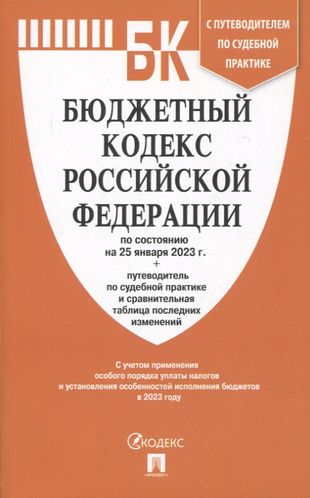 БК
С ПУТЕВОДИТЕЛЕМ
ПО СУДЕБНОЙ
ПРАКТИКЕ
БЮДЖЕТНЫЙ
КОДЕКС
РОССИЙСКОЙ
ФЕДЕРАЦИИ
по состоянию
на 25 января 2023 г.
+
путеводитель
по судебной практике
и сравнительная
таблица последних
изменений
С учетом применения
особого порядка уплаты налогов
и установления особенностей исполнения бюджетов
в 2023 году
КОДЕКС
•ПРОСПЕКТ•